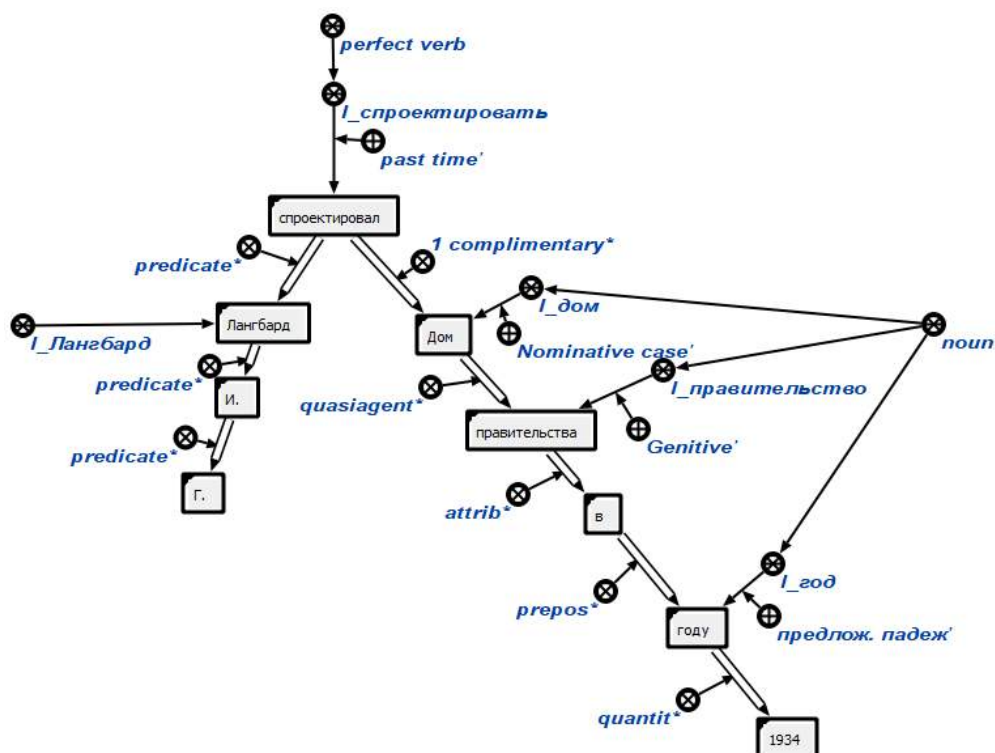 perfect verb
I_спроектировать
past time'
спроектировал
predicate*
1 complimentary*
I_дом
Лангбард
Дом
I_Лангбард
Nominative case'
noun
predicate*
I_правительство
И.
quasiagent*
правительства
Genitive'
predicate*
Г.
attrib*
в
I_год
prepos*
году
предлож. падеж'
quantit*
1934